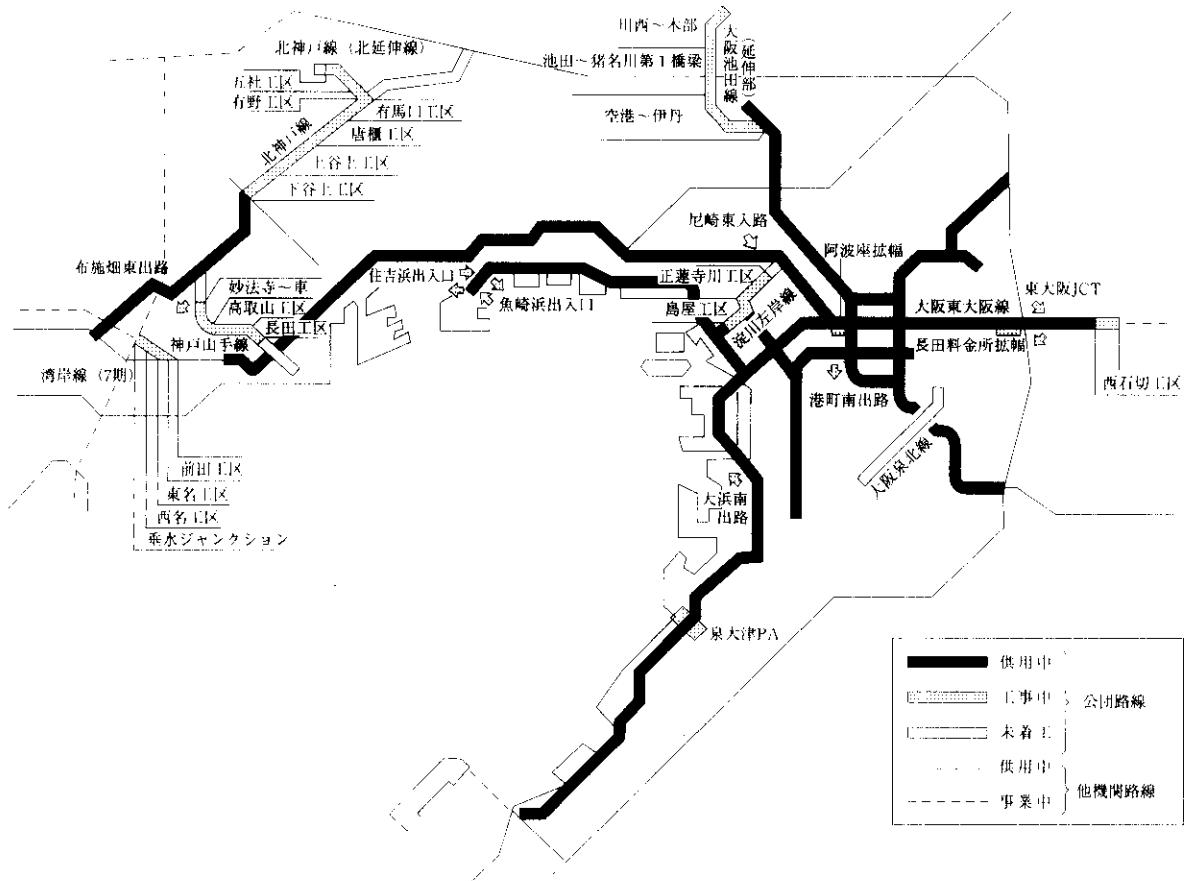 川西～木部
池田～猪名川第1橋梁
空港～伊丹
大阪池田線
(延伸部)
北神戸線(北延伸線)
五社工区
有野工区
有馬口工区
唐櫃工区
上谷上工区
下谷上工区
北神戸線
布施畑東出路
妙法寺～車
高取山工区
長田工区
神戸山手線
湾岸線(7期)
前田工区
東名工区
西名工区
垂水ジャンクション
住吉浜出入口
魚崎浜出入口
尼崎東入路
正蓮寺川工区
島屋工区
淀川左岸線
阿波座拡幅
大阪東大阪線
東大阪JCT
長田料金所拡幅
西石切工区
港町南出路
大阪泉北線
大浜南
出路
泉大津PA
供用中
工事中
未着工
公団路線
供用中
事業中
他機関路線